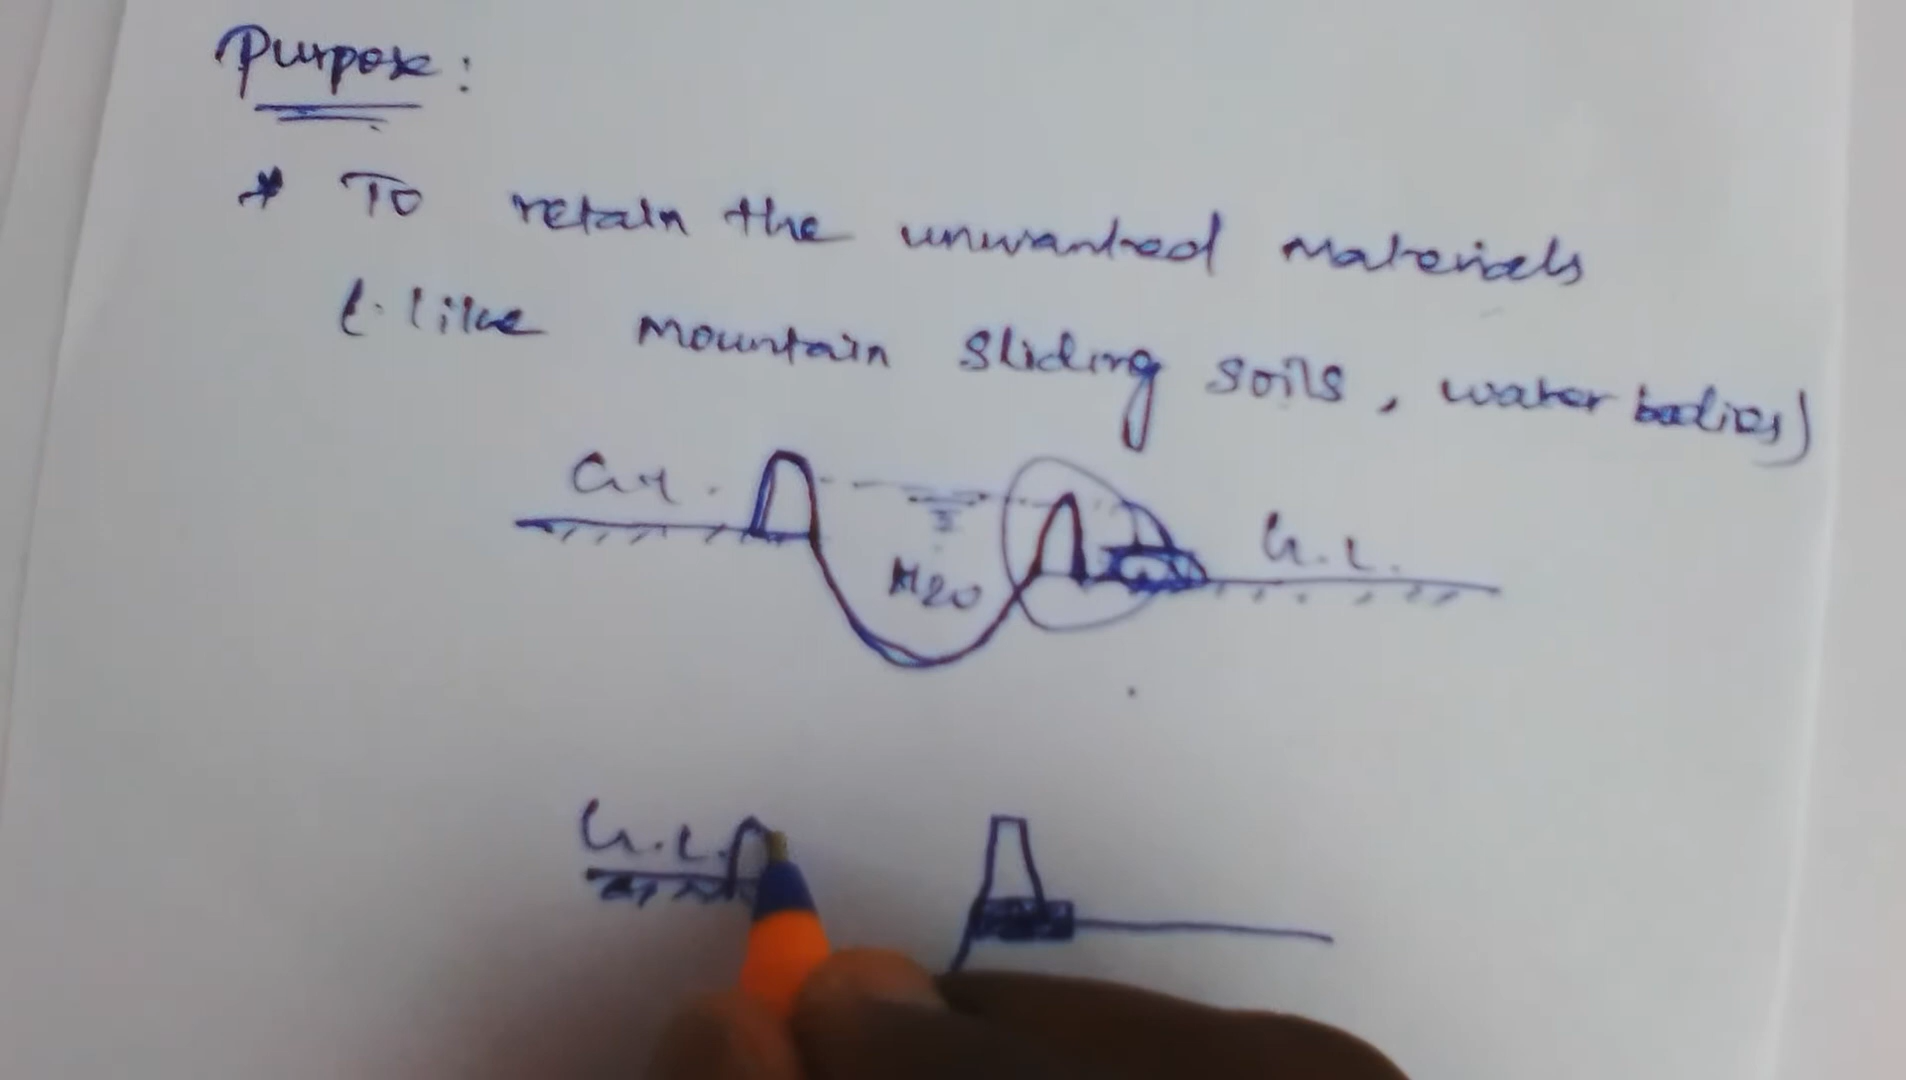 Purpose :
* To retain the unwanted materials
(. like mountain sliding soils, water bodies)
G.L.
G.L.
H2O
G.L.